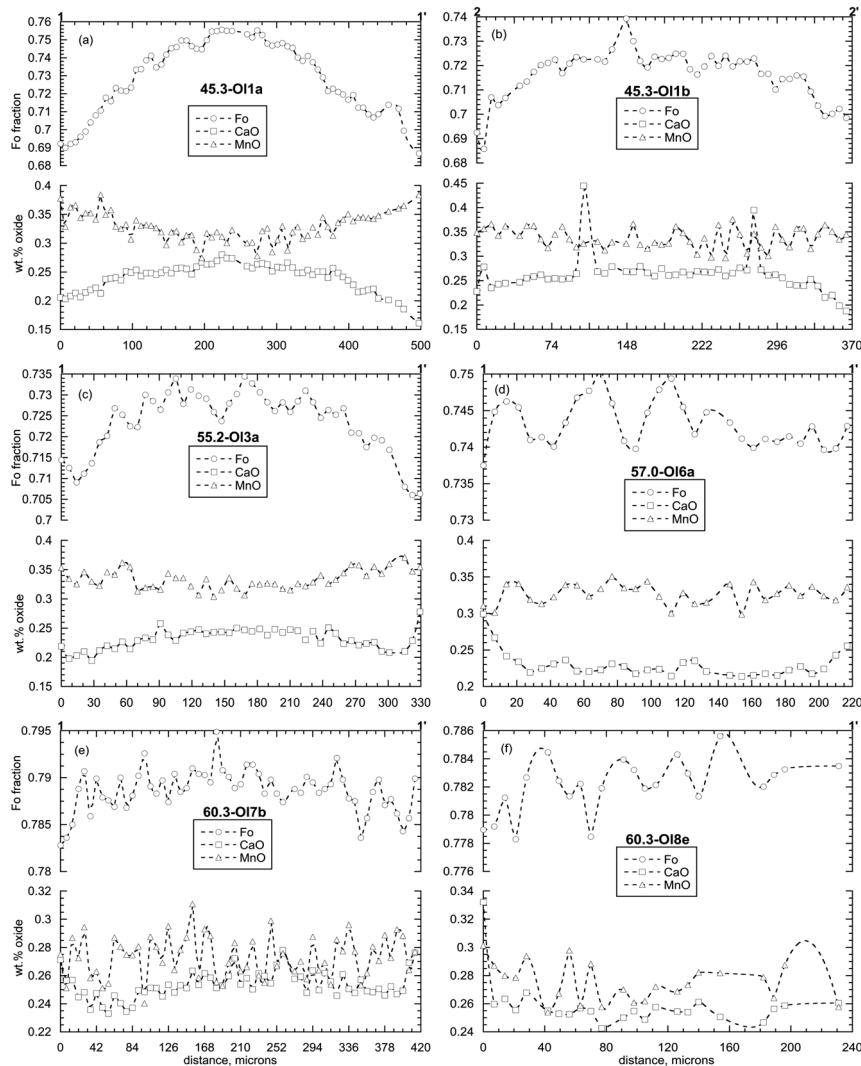 1 1'
(a)
45.3-Ol1a
Fo
CaO
MnO
Fo fraction
0.76
0.75
0.74
0.73
0.72
0.71
0.7
0.69
0.68
wt.% oxide
0.4
0.35
0.3
0.25
0.2
0.15
0 100 200 300 400 500
2 2'
(b)
45.3-Ol1b
Fo
CaO
MnO
0.74
0.72
0.7
0.68
0.66
0.45
0.4
0.35
0.3
0.25
0.2
0.15
0 74 148 222 296 370
1 1'
(c)
55.2-Ol3a
Fo
CaO
MnO
Fo fraction
0.735
0.73
0.725
0.72
0.715
0.71
0.705
0.7
wt.% oxide
0.4
0.35
0.3
0.25
0.2
0.15
0 30 60 90 120 150 180 210 240 270 300 330
1 1'
(d)
57.0-Ol6a
Fo
CaO
MnO
0.75
0.745
0.74
0.735
0.73
0.4
0.35
0.3
0.25
0.2
0 20 40 60 80 100 120 140 160 180 200 220
1 1'
(e)
60.3-Ol7b
Fo
CaO
MnO
Fo fraction
0.795
0.79
0.785
0.78
wt.% oxide
0.32
0.3
0.28
0.26
0.24
0.22
0 42 84 126 168 210 252 294 336 378 420
distance, microns
1 1'
(f)
60.3-Ol8e
Fo
CaO
MnO
0.786
0.784
0.782
0.78
0.778
0.776
0.34
0.32
0.3
0.28
0.26
0.24
0 40 80 120 160 200 240
distance, microns